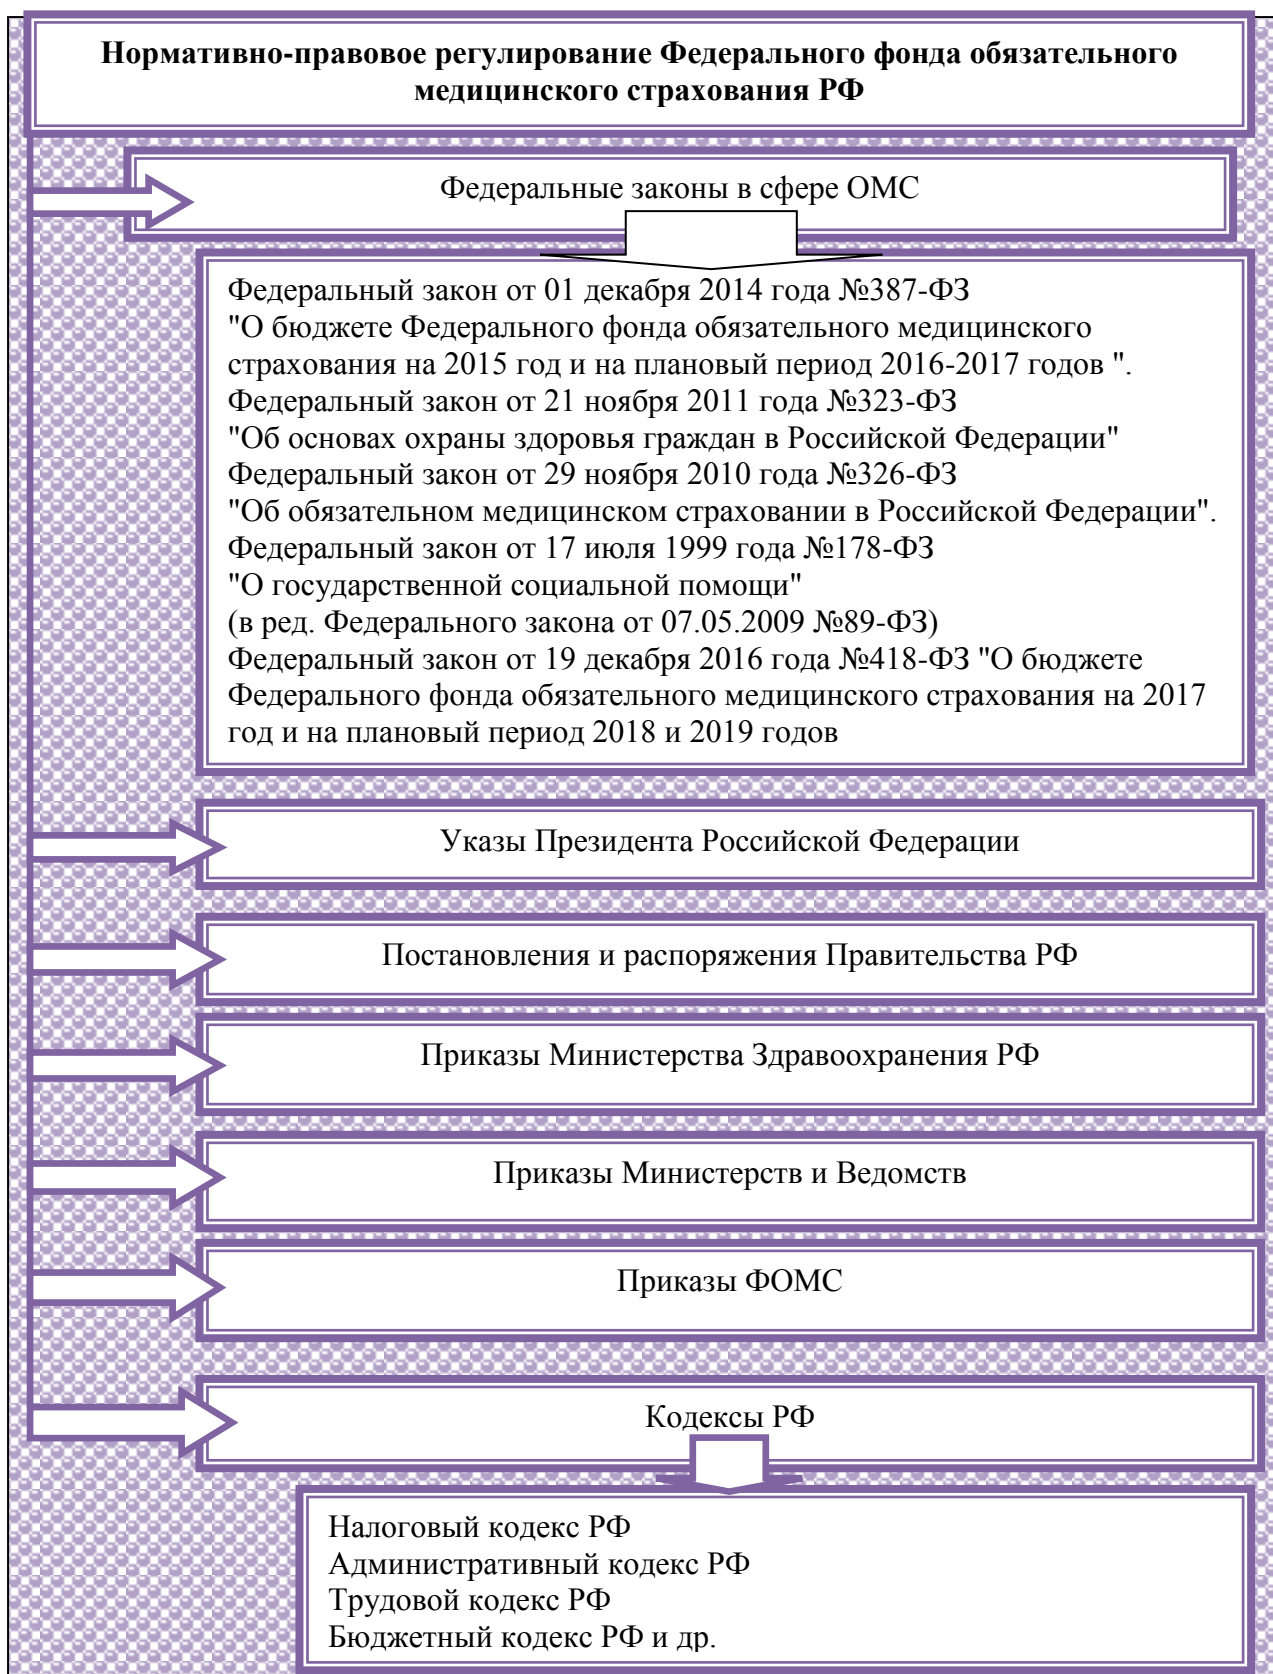 Нормативно-правовое регулирование Федерального фонда обязательного
медицинского страхования РФ
Федеральные законы в сфере ОМС
Федеральный закон от 01 декабря 2014 года №387-ФЗ
"О бюджете Федерального фонда обязательного медицинского
страхования на 2015 год и на плановый период 2016-2017 годов ".
Федеральный закон от 21 ноября 2011 года №323-ФЗ
"Об основах охраны здоровья граждан в Российской Федерации"
Федеральный закон от 29 ноября 2010 года №326-ФЗ
"Об обязательном медицинском страховании в Российской Федерации".
Федеральный закон от 17 июля 1999 года №178-ФЗ
"О государственной социальной помощи"
(в ред. Федерального закона от 07.05.2009 №89-ФЗ)
Федеральный закон от 19 декабря 2016 года №418-ФЗ "О бюджете
Федерального фонда обязательного медицинского страхования на 2017
год и на плановый период 2018 и 2019 годов
Указы Президента Российской Федерации
Постановления и распоряжения Правительства РФ
Приказы Министерства Здравоохранения РФ
Приказы Министерств и Ведомств
Приказы ФОМС
Кодексы РФ
Налоговый кодекс РФ
Административный кодекс РФ
Трудовой кодекс РФ
Бюджетный кодекс РФ и др.